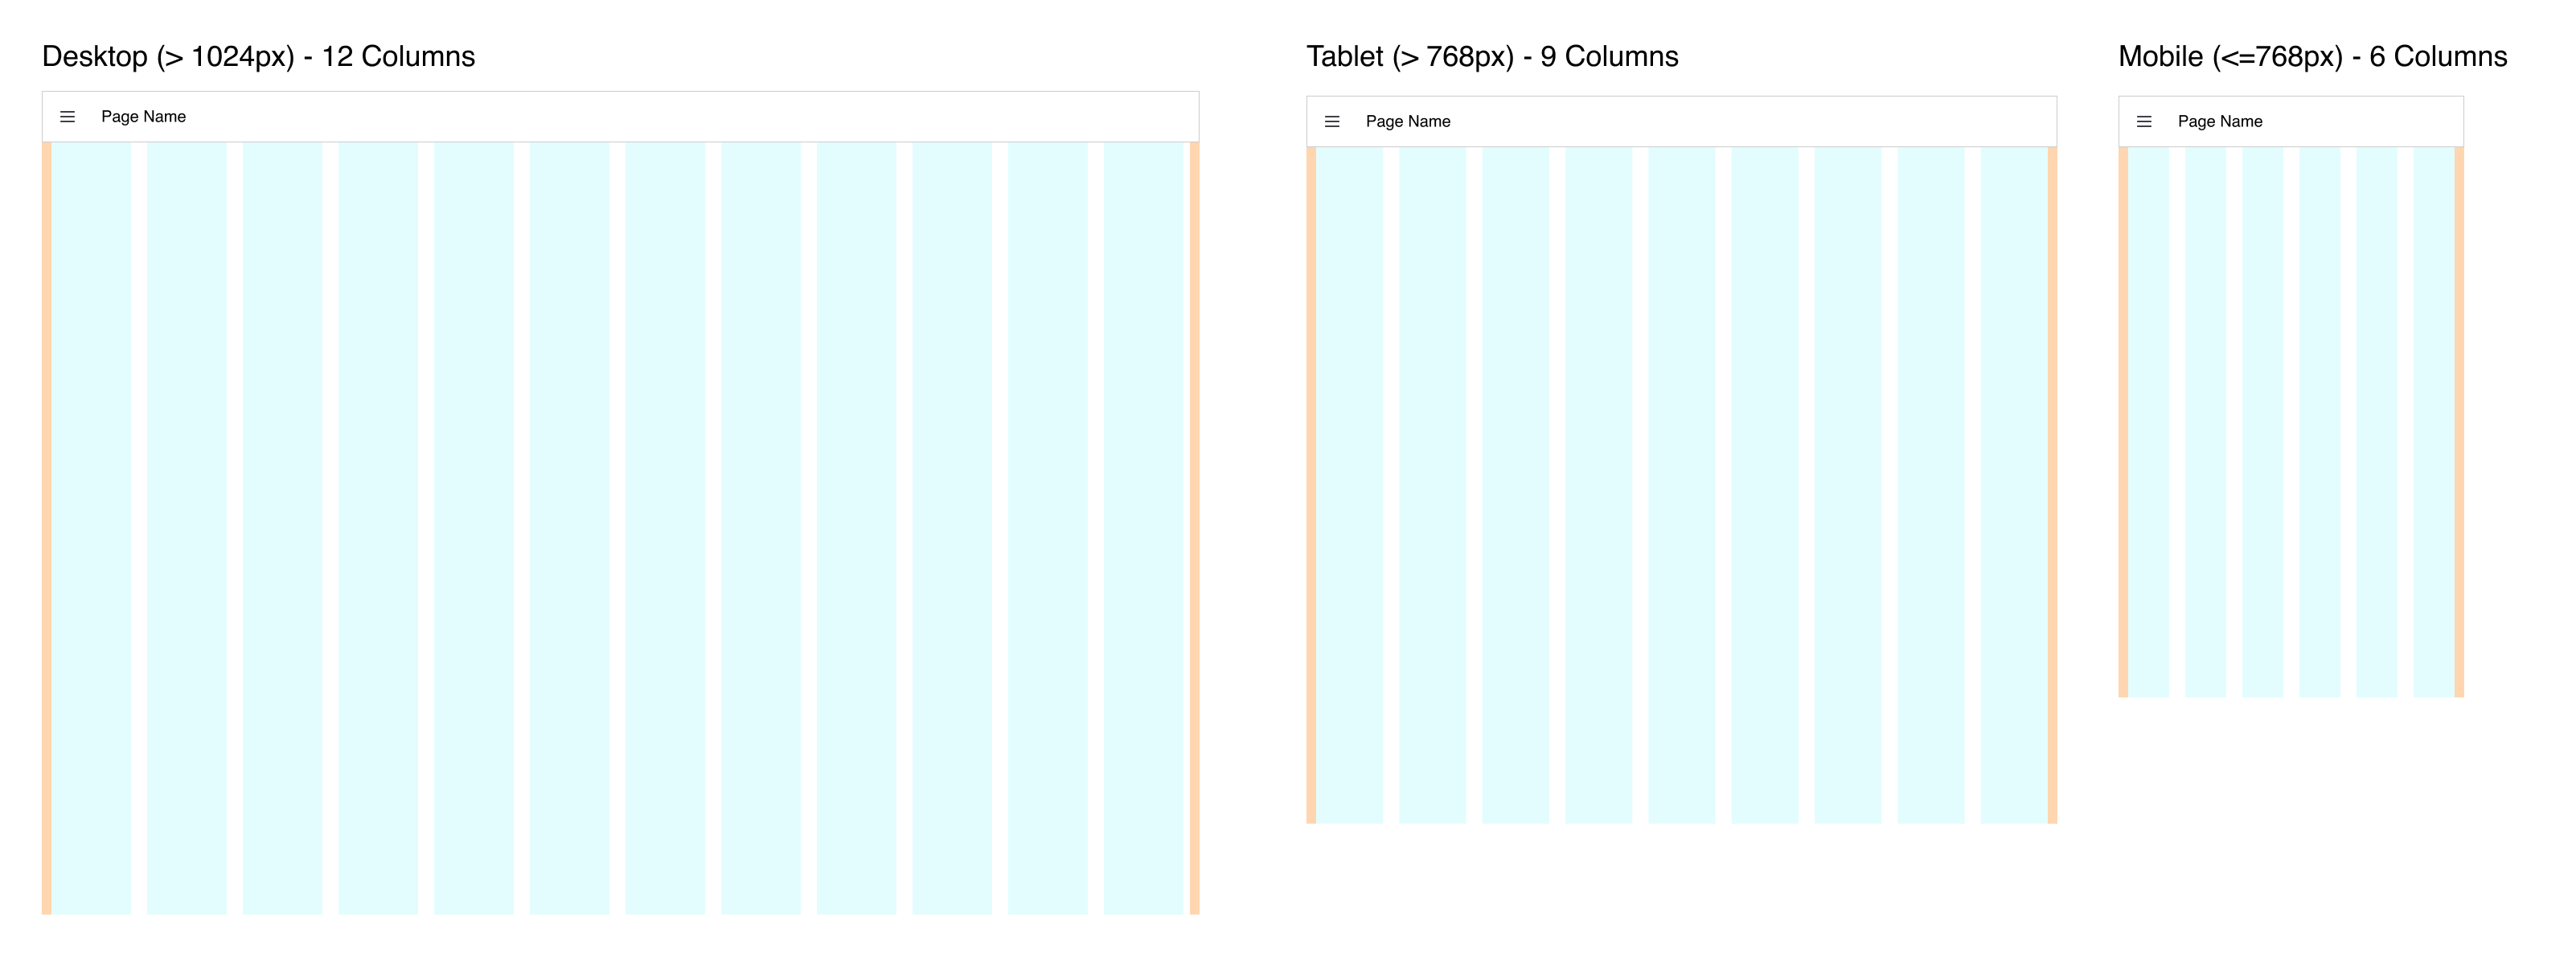 Desktop (> 1024px) - 12 Columns
Page Name
Tablet (> 768px) - 9 Columns
Page Name
Mobile (<=768px) - 6 Columns
Page Name